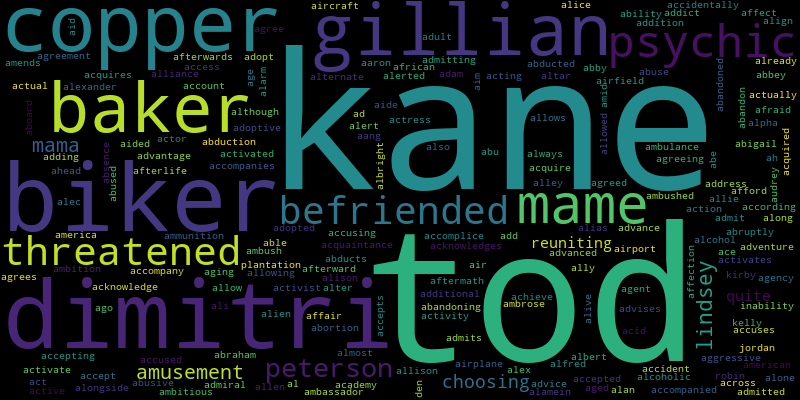 aircraft alice accidentally
copper gillian ability addict affect
aid adult addition align
agree psychic
amends agreement afterwards adopt admitting
aaron african abducted abby already
acquires alliance access alternate alerted adam acting altar airfield abuse abbey
actual alexander account age alarm aim abandoned actually
baker kane
although ad aide allows amid abandon afraid
aboard alert actress allowed alpha
adoptive aang
mama aided actor abduction also abu always ambulance abigail acquired
adding advantage activated albright acquire agreeing abe ah
absence accompanies
ahead afterlife alley agreed address afford audrey
abused ambushed allie according
biker befriended mame action
alec adopted alias advance admit along
america ammunition accusing accomplice add alcohol abruptly
threatened able ambush acquaintance acknowledges reuniting airport ace adventure
plantation abducts air advanced ally affection activates
agrees ambition accompany aging allowing afterward tod lindsey kirby agency
acknowledge allow activist alison alter aftermath achieve alive agent quite
dimitri additional abandoning ambrose advises inability
ago ali affair accepts activity acid kelly
alien abortion admits accuses
jordan
accepting accused abraham almost airplane albert aggressive
activate accept amusement peterson allison alfred accident american
act abusive academy alex choosing advice accepted alcoholic robin alone
active alongside ambitious admiral allen al ambassador den alamein aged alan accompanied across admitted